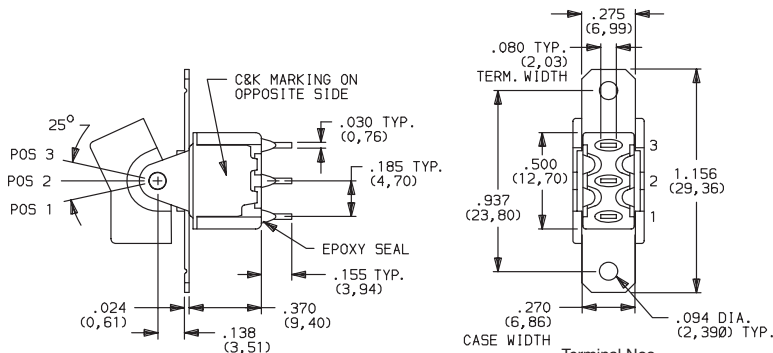 C&K MARKING ON
OPPOSITE SIDE
25°
POS 3
POS 2
POS 1
.030 TYP.
(0,76)
.185 TYP.
(4,70)
EPOXY SEAL
.155 TYP.
(3,94)
.024
(0,61)
.370
(9,40)
.138
(3,51)
.275
(6,99)
.080 TYP.
(2,03)
TERM. WIDTH
3
2
1
.500
(12,70)
.937
(23,80)
1.156
(29,36)
.270
(6,86)
CASE WIDTH
.094 DIA.
(2,39Ø) TYP.